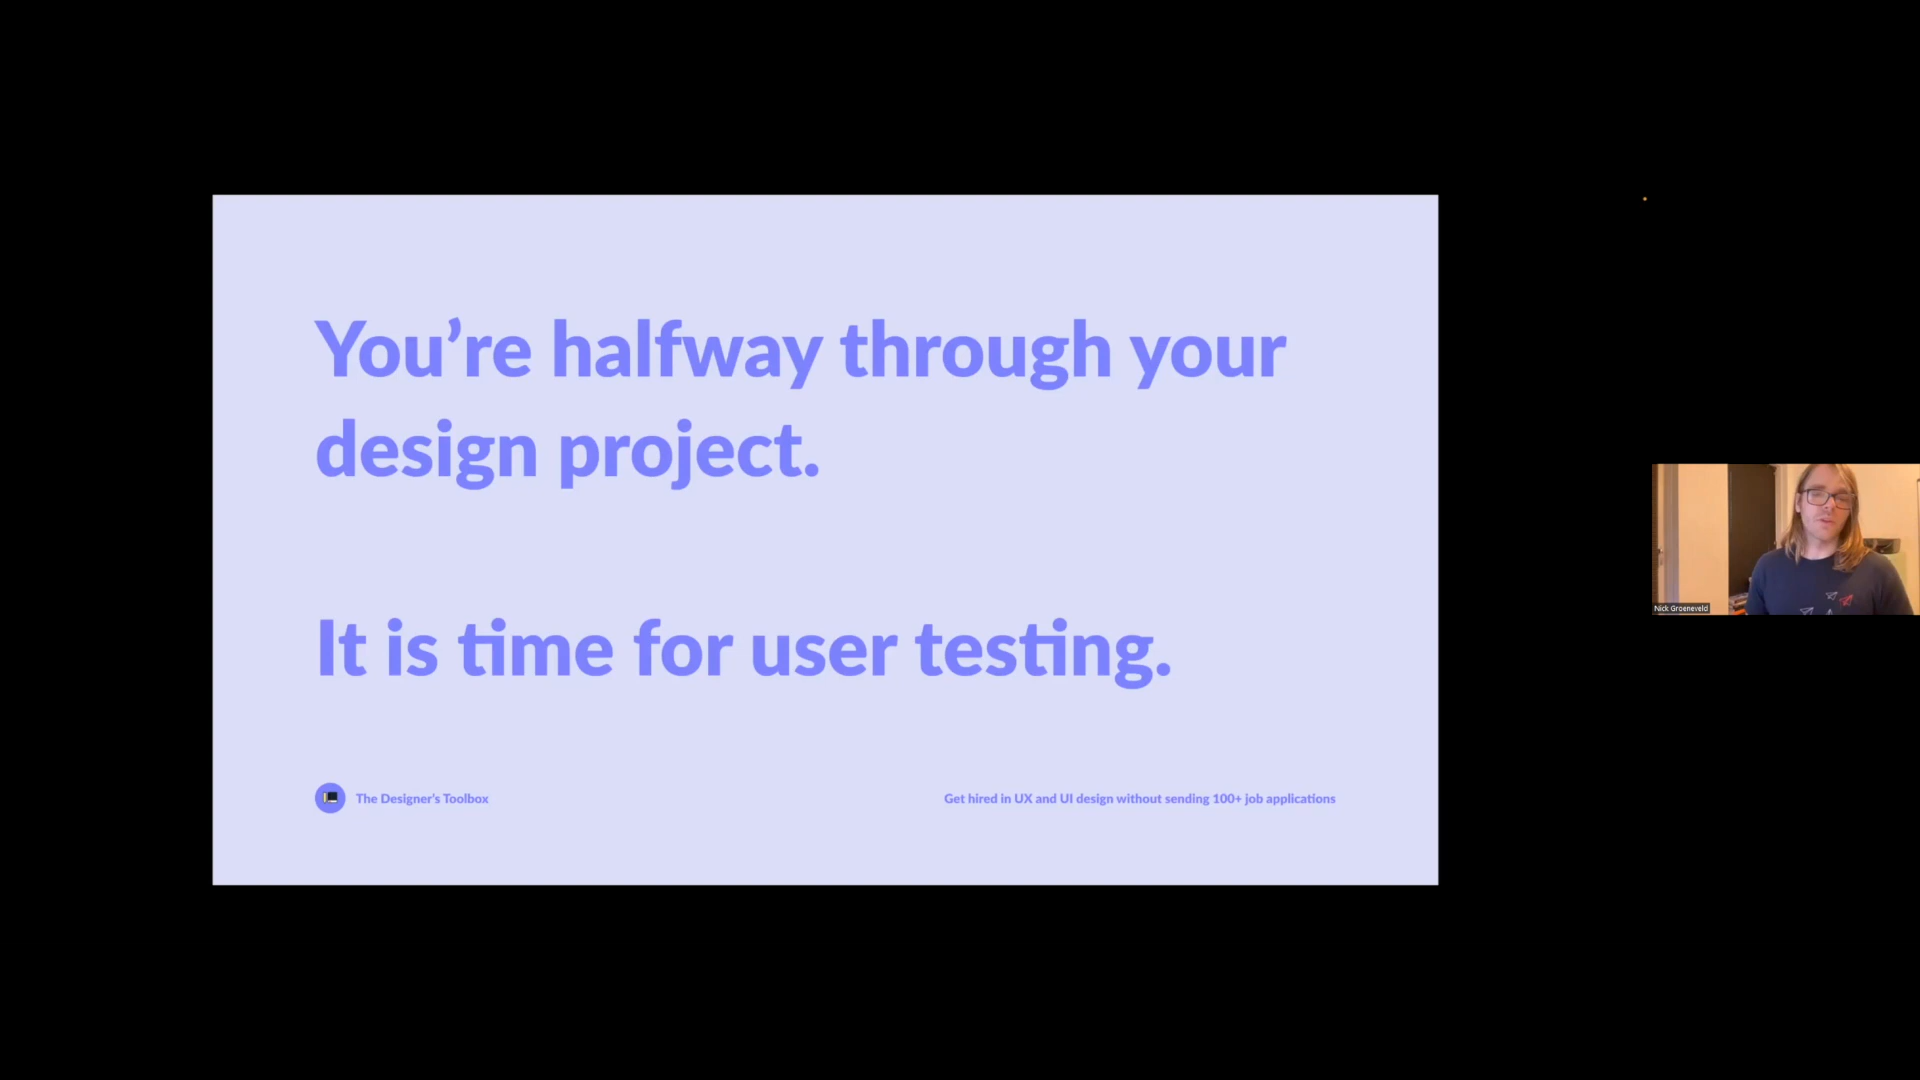 You’re halfway through your
design project.
It is time for user testing.
The Designer's Toolbox
Get hired in UX and UI design without sending 100+ job applications
Nick Groeneveld